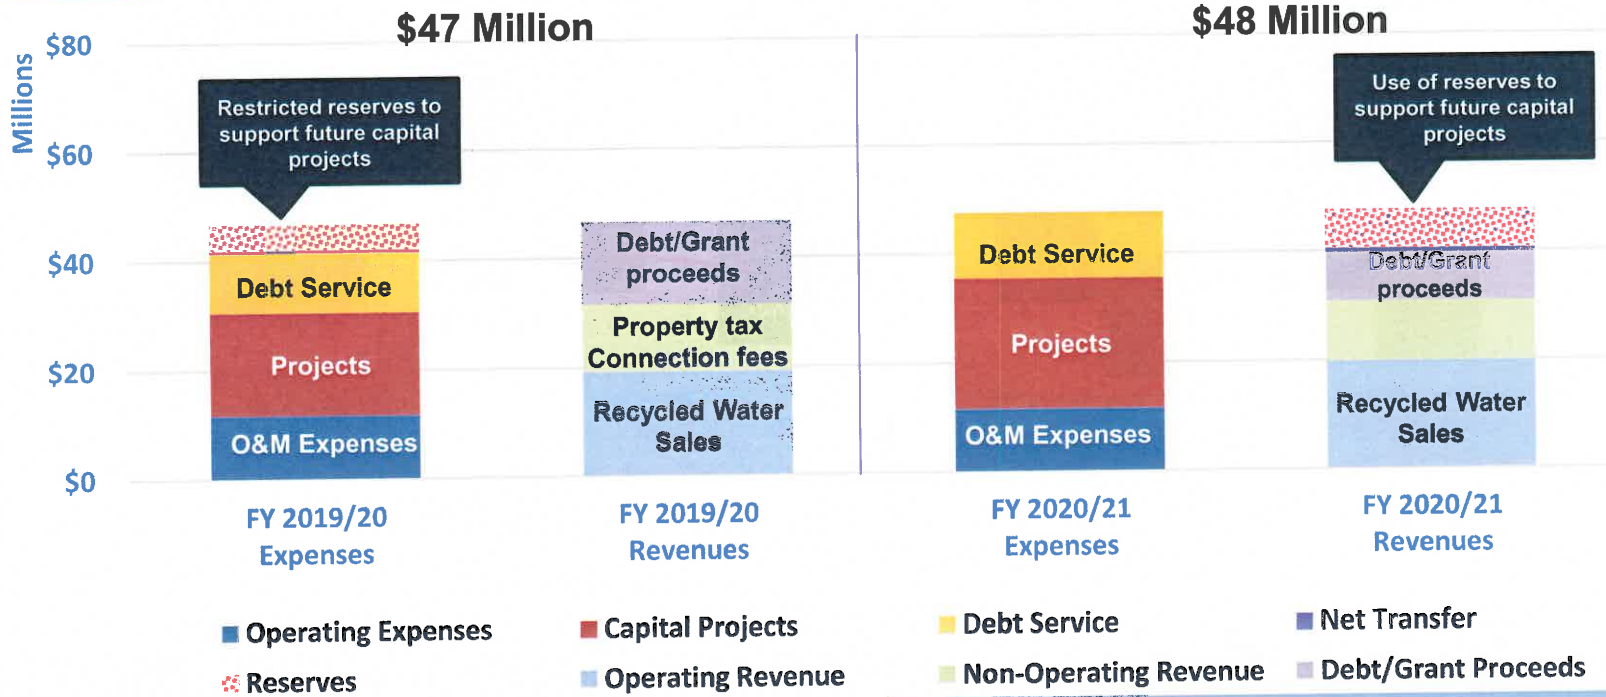 $47 Million
$48 Million
Millions
$80
$60
$40
$20
$0
Restricted reserves to
support future capital
projects
Use of reserves to
support future capital
projects
Debt Service
Projects
O&M Expenses
Debt/Grant
proceeds
Property tax
Connection fees
Recycled Water
Sales
Debt Service
Projects
O&M Expenses
Debt/Grant
proceeds
Recycled Water
Sales
FY 2019/20
Expenses
FY 2019/20
Revenues
FY 2020/21
Expenses
FY 2020/21
Revenues
Operating Expenses
Capital Projects
Debt Service
Net Transfer
Reserves
Operating Revenue
Non-Operating Revenue
Debt/Grant Proceeds